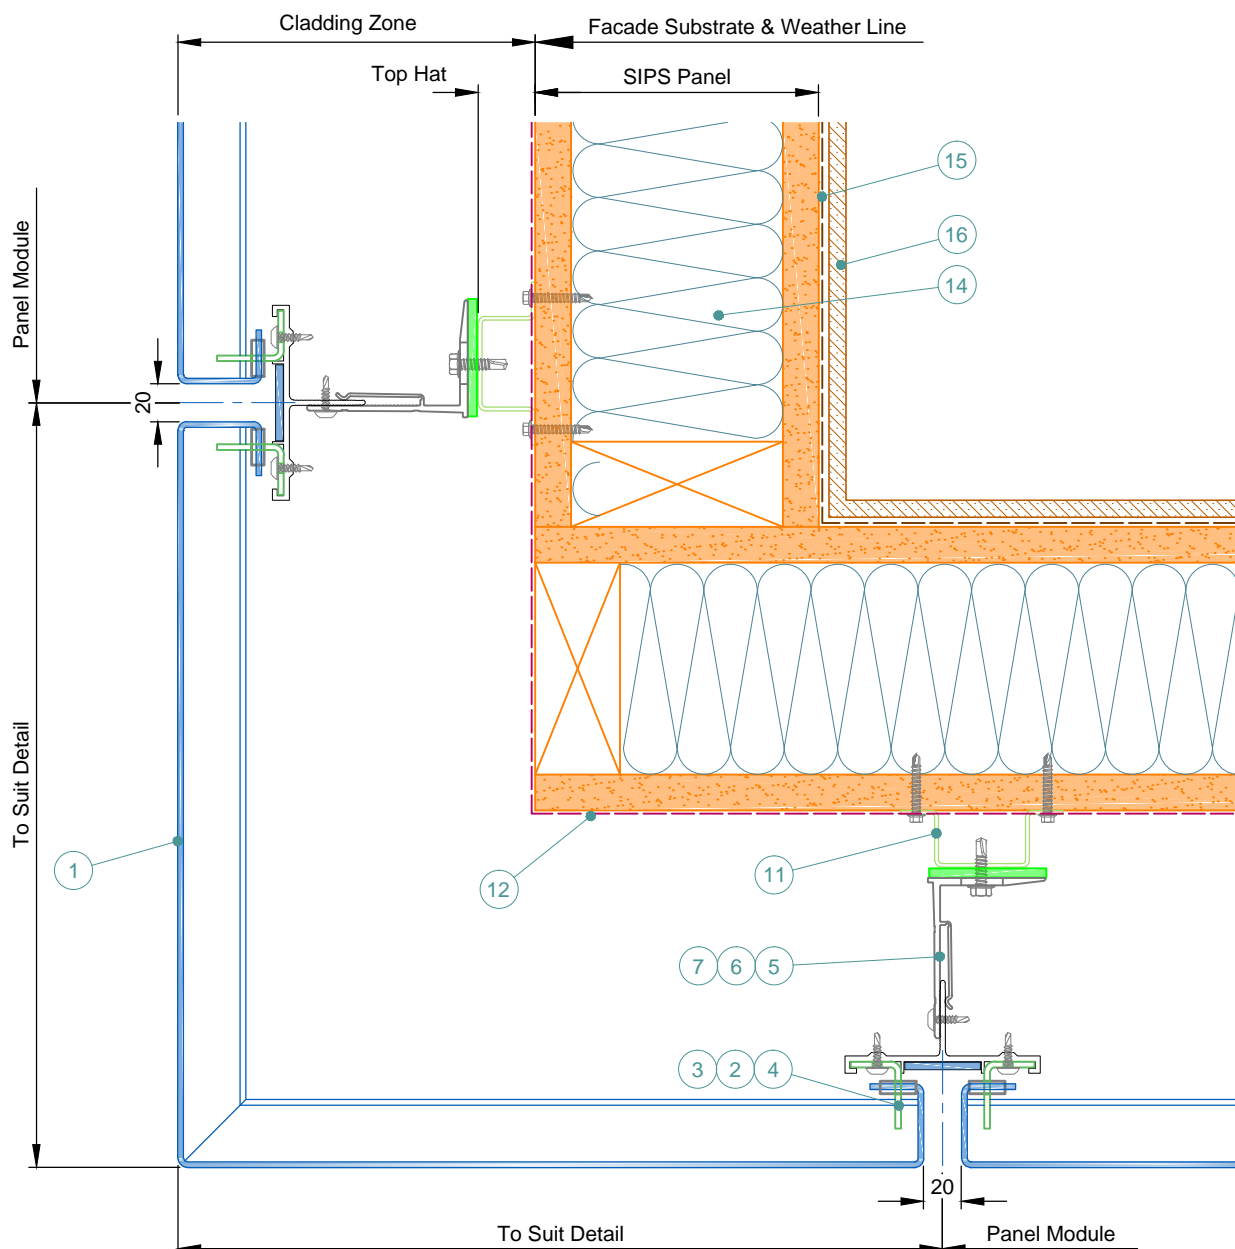 Cladding Zone
Facade Substrate & Weather Line
Top Hat
SIPS Panel
15
16
14
Panel Module
20
To Suit Detail
1
12
11
7 6 5
3 2 4
20
To Suit Detail
Panel Module